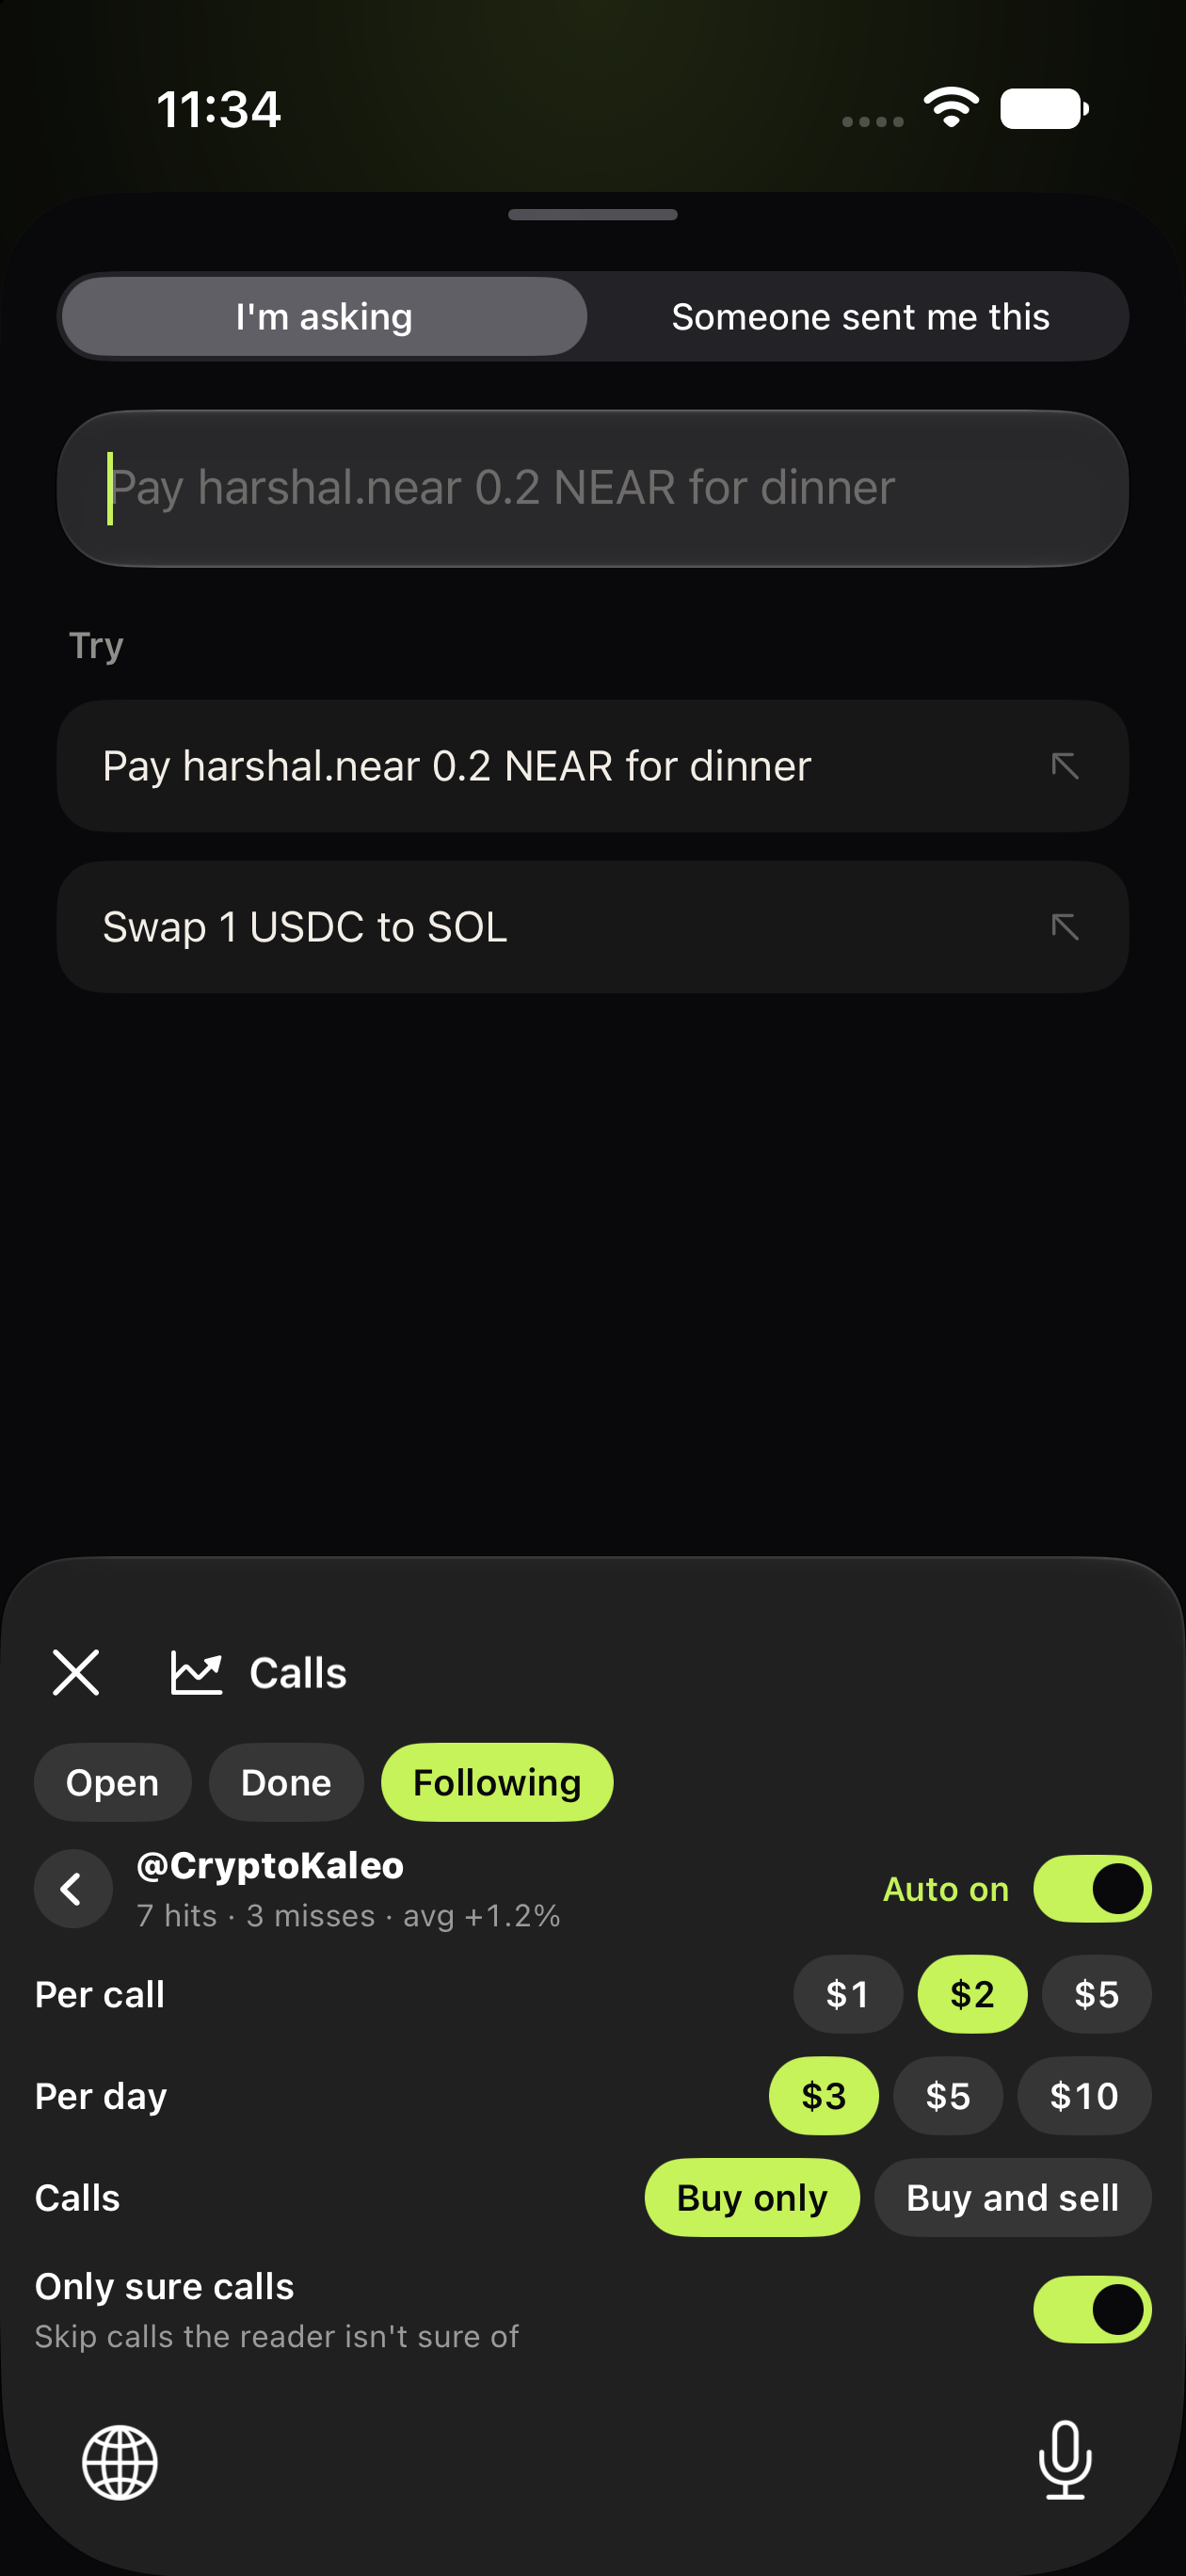 11:34
I'm asking
Someone sent me this
Pay harshal.near 0.2 NEAR for dinner
Try
Pay harshal.near 0.2 NEAR for dinner
Swap 1 USDC to SOL
Calls
Open
Done
Following
@CryptoKaleo
7 hits · 3 misses · avg +1.2%
Auto on
Per call
$1
$2
$5
Per day
$3
$5
$10
Calls
Buy only
Buy and sell
Only sure calls
Skip calls the reader isn't sure of